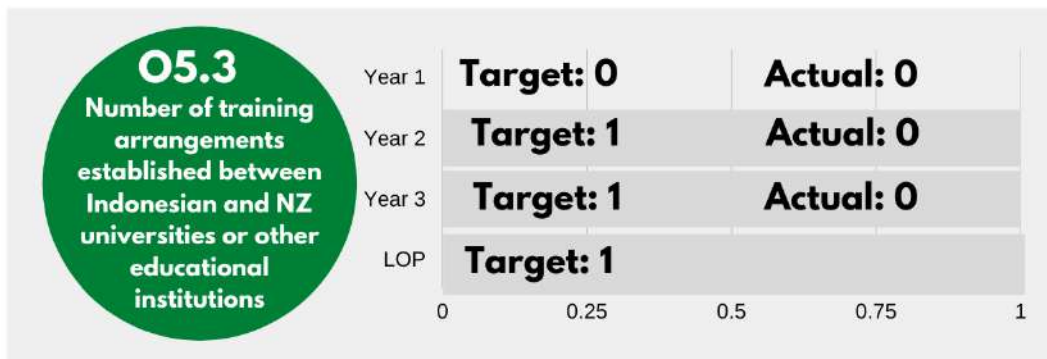 O5.3
Number of training
arrangements
established between
Indonesian and NZ
universities or other
educational
institutions
Year 1 Target: 0 Actual: 0
Year 2 Target: 1 Actual: 0
Year 3 Target: 1 Actual: 0
LOP Target: 1
0 0.25 0.5 0.75 1